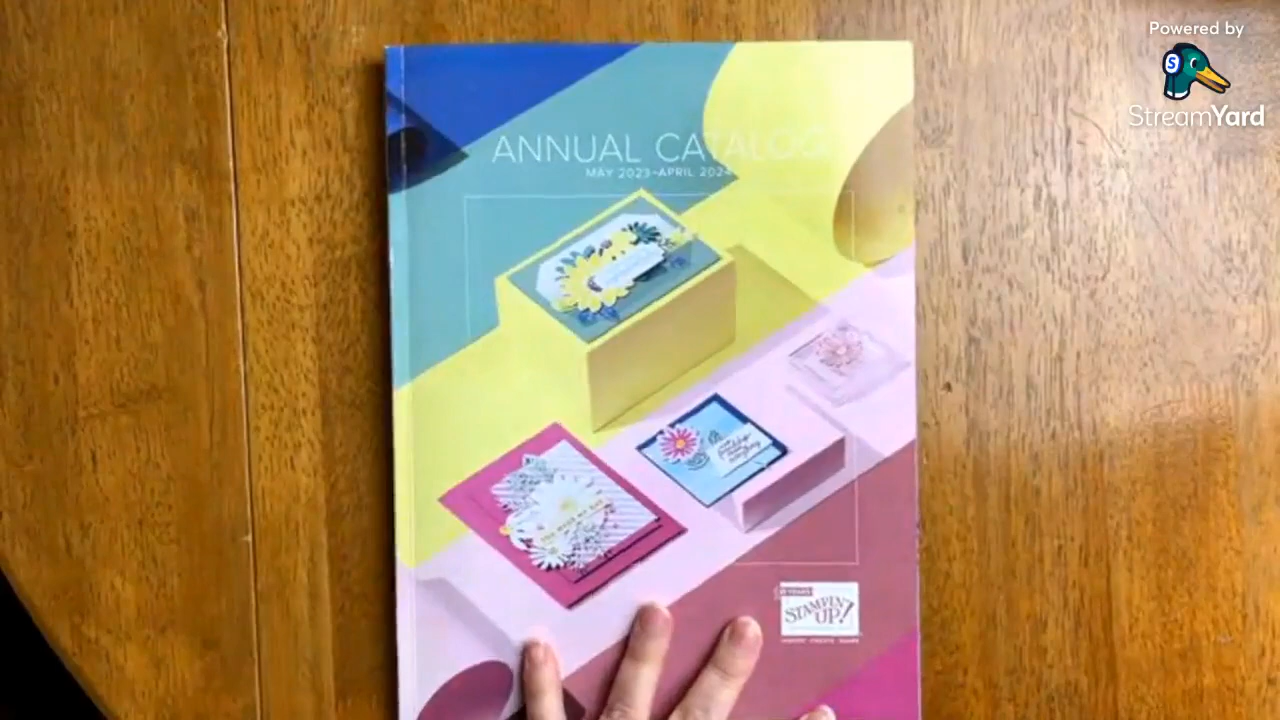 Powered by
StreamYard
ANNUAL CATALOG
MAY 2023–APRIL 2024
STAMPIN' UP!